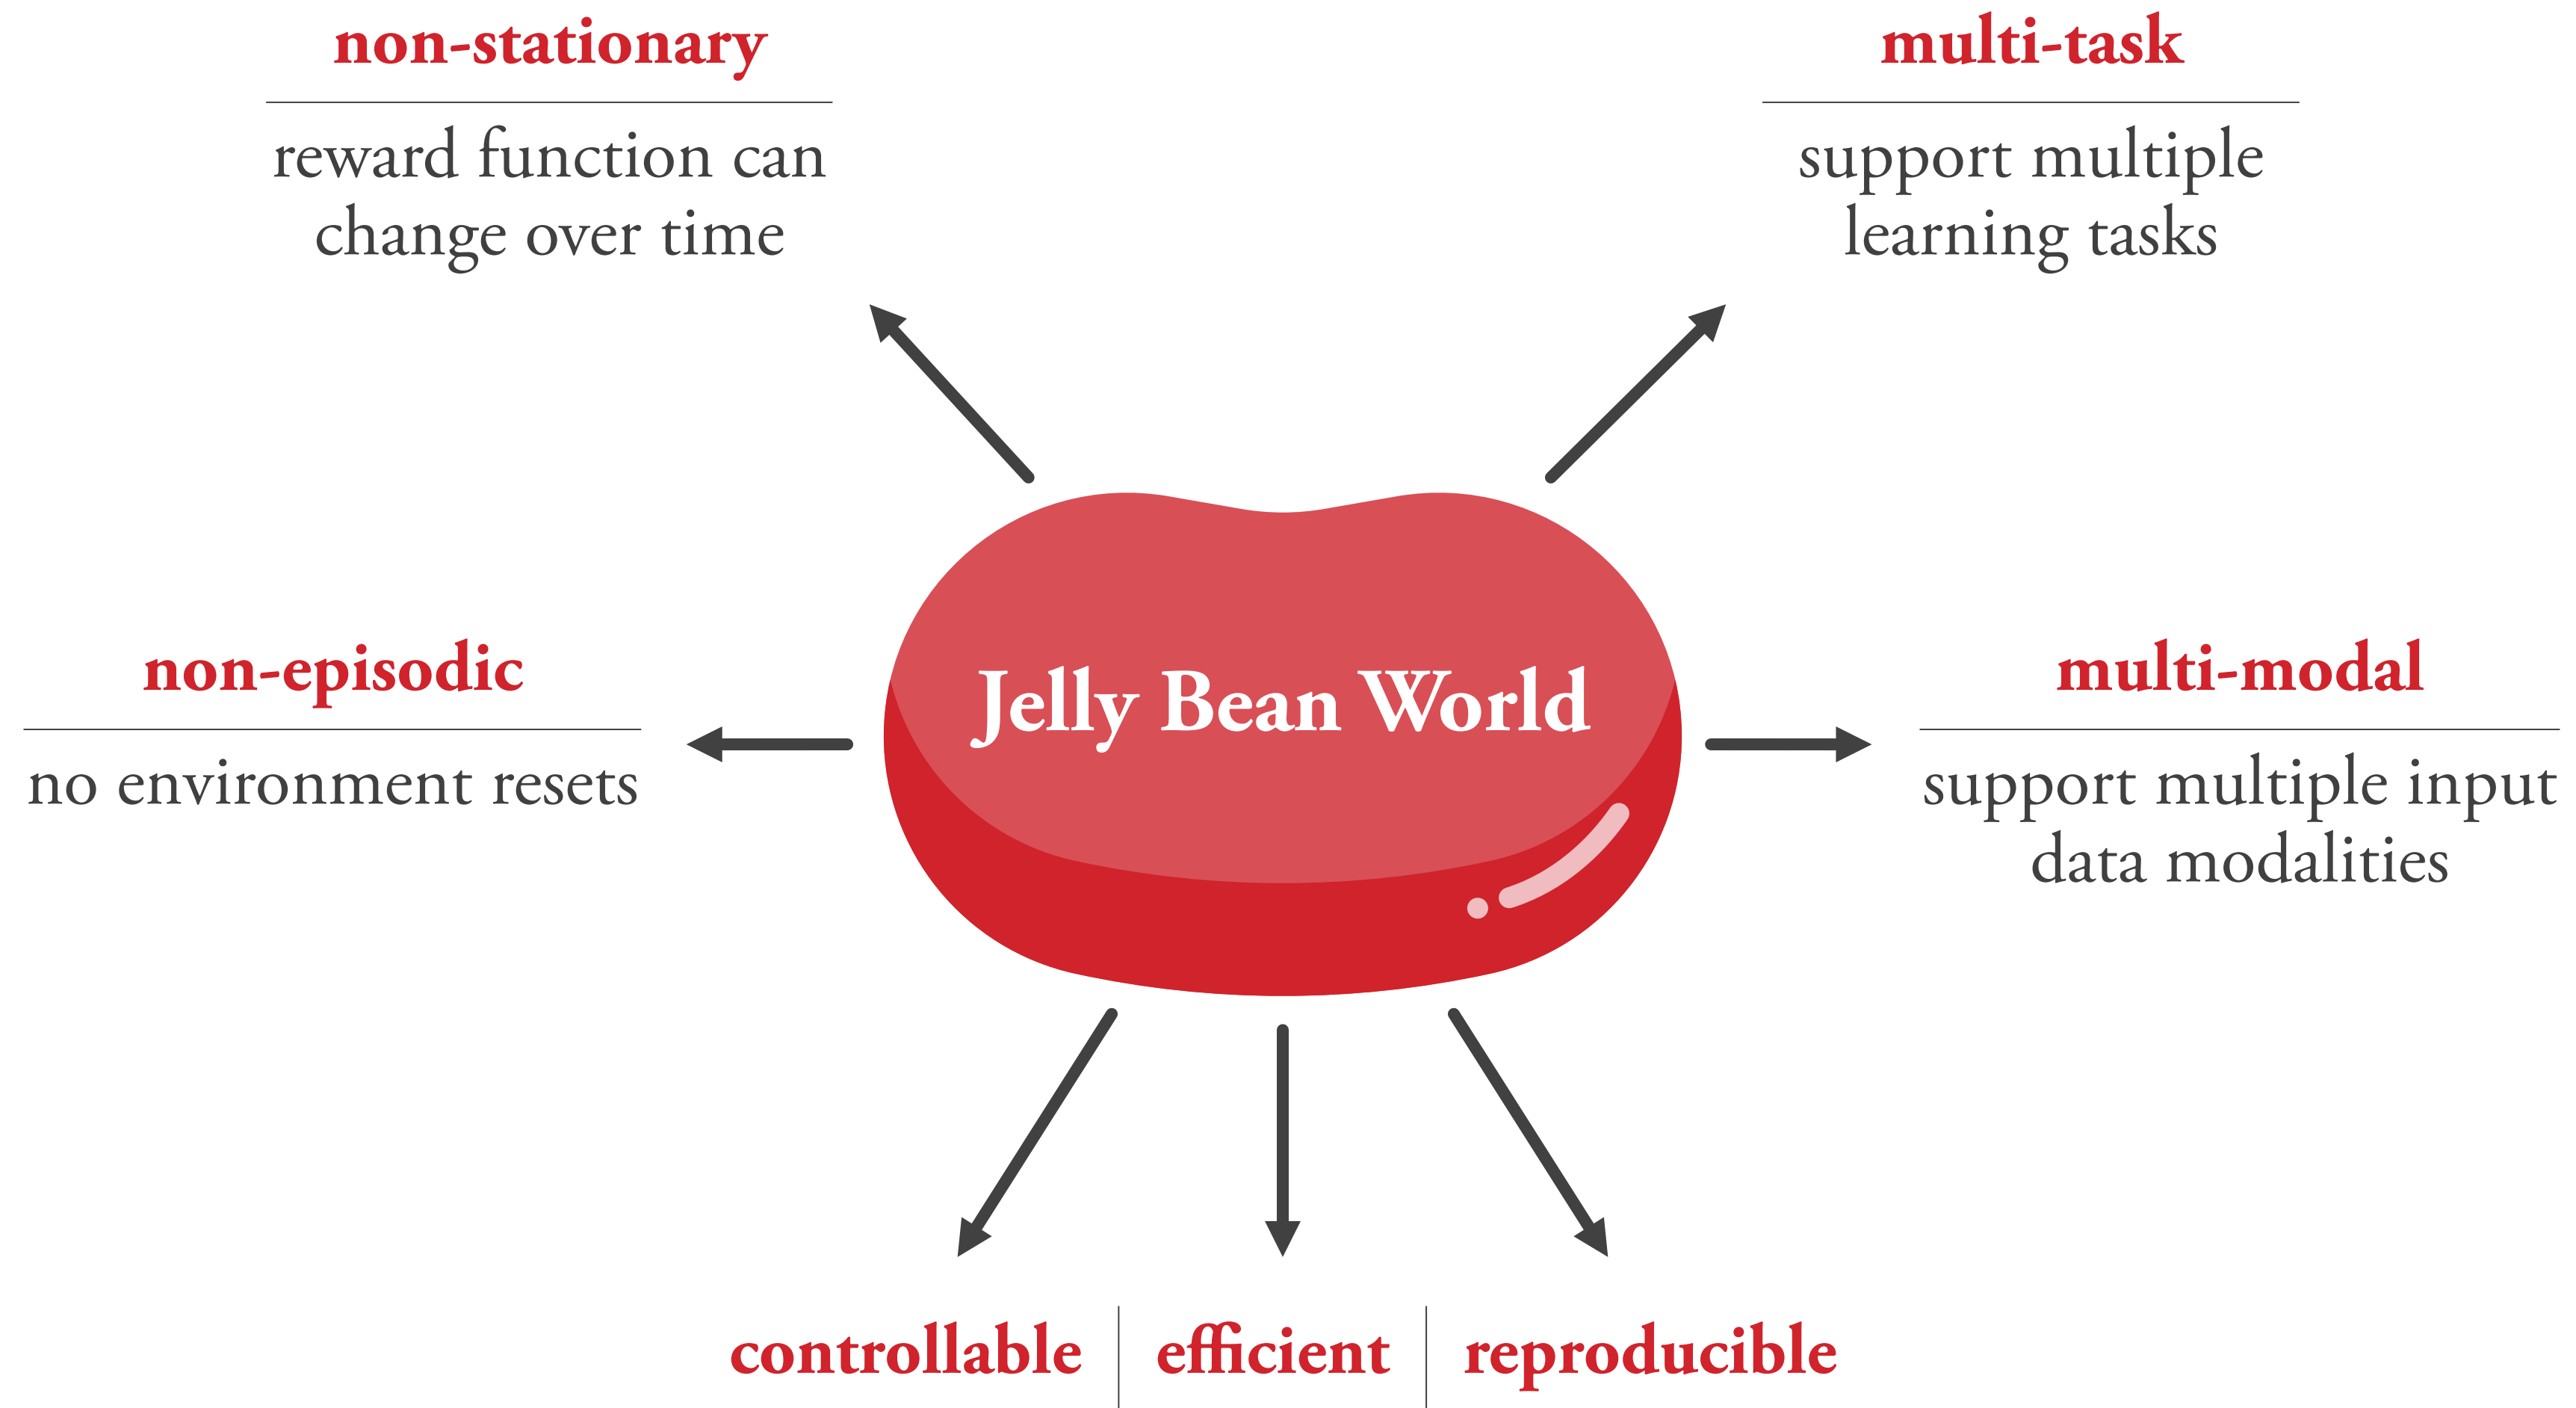 non-stationary
reward function can
change over time
multi-task
support multiple
learning tasks
non-episodic
no environment resets
Jelly Bean World
multi-modal
support multiple input
data modalities
controllable
efficient
reproducible